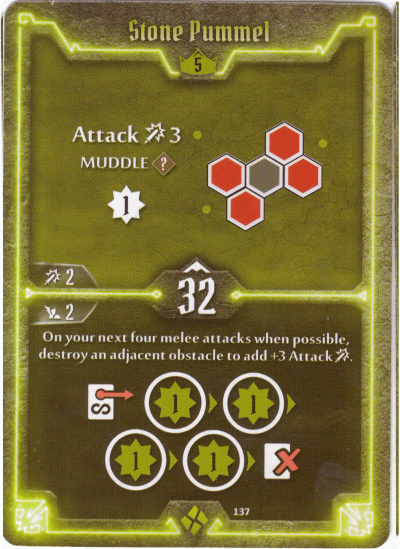 Stone Pummel
5
Attack 3
MUDDLE ?
1
2
32
2
On your next four melee attacks when possible,
destroy an adjacent obstacle to add +3 Attack.
1 1
1 1
137